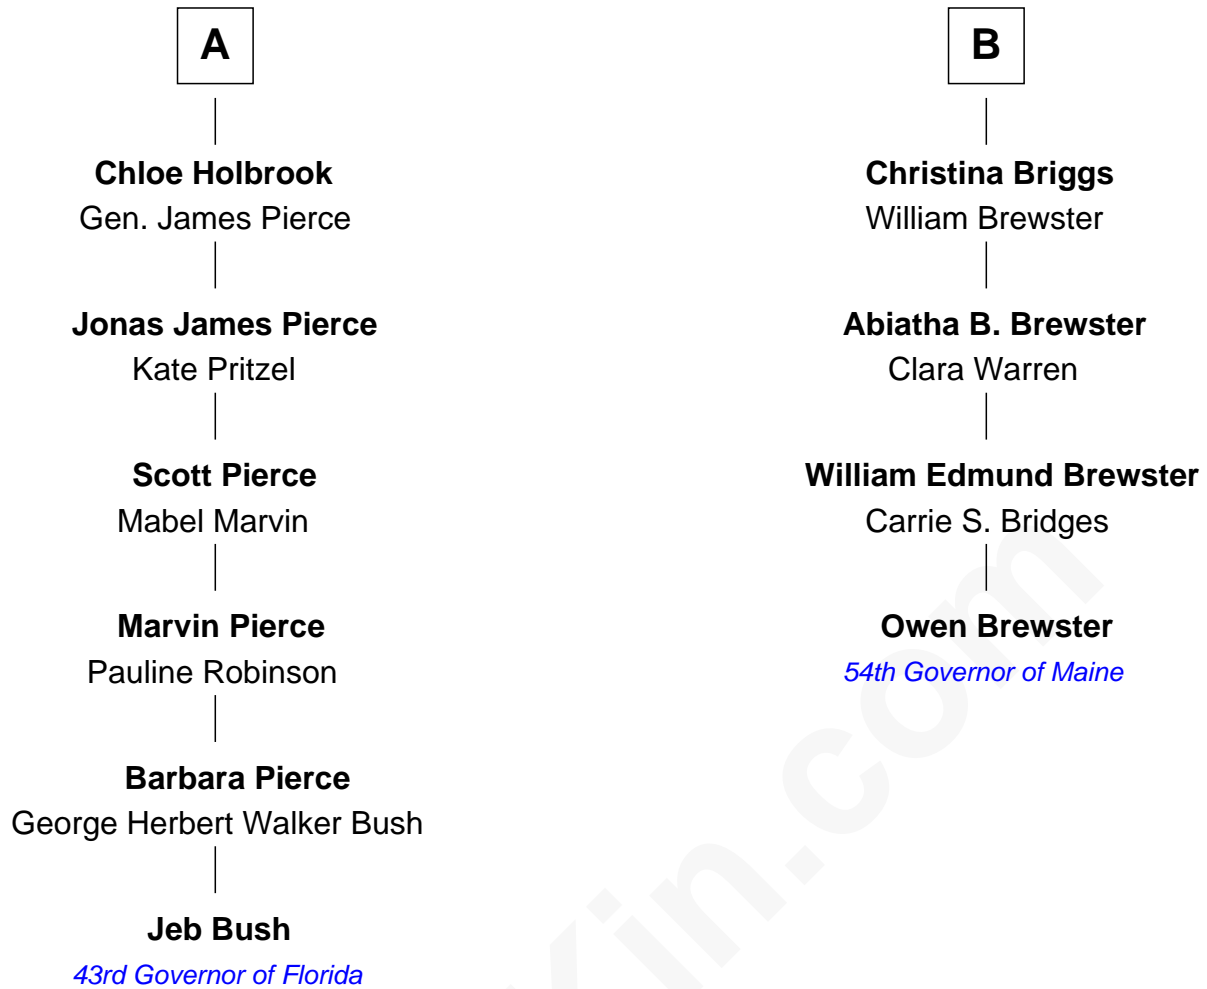 A
Chloe Holbrook
Gen. James Pierce
Jonas James Pierce
Kate Pritzel
Scott Pierce
Mabel Marvin
Marvin Pierce
Pauline Robinson
Barbara Pierce
George Herbert Walker Bush
Jeb Bush
43rd Governor of Florida
B
Christina Briggs
William Brewster
Abiatha B. Brewster
Clara Warren
William Edmund Brewster
Carrie S. Bridges
Owen Brewster
54th Governor of Maine
Kin.com